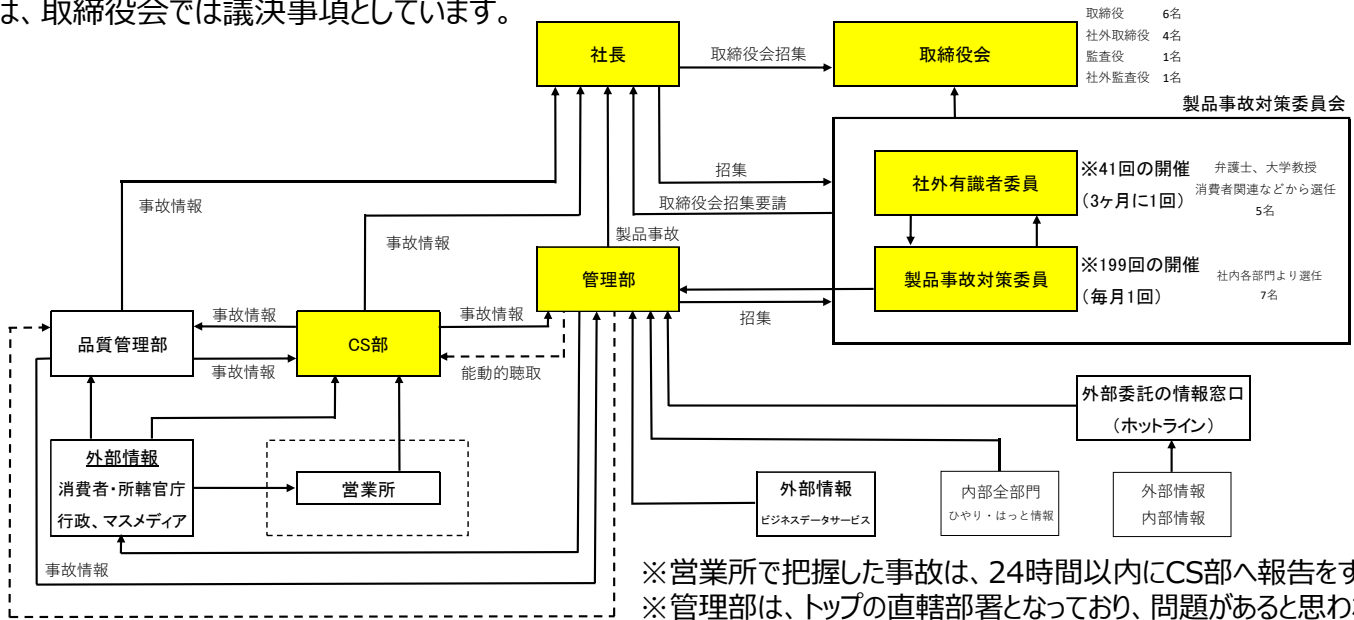 は、取締役会では議決事項としています。
取締役 6名
社外取締役 4名
監査役 1名
社外監査役 1名
社長
取締役会招集
取締役会
製品事故対策委員会
招集
取締役会招集要請
社外有識者委員
※41回の開催
(3ヶ月に1回)
弁護士、大学教授
消費者関連などから選任
5名
事故情報
事故情報
製品事故
管理部
製品事故対策委員
※199回の開催
(毎月1回)
社内各部門より選任
7名
招集
品質管理部
事故情報
事故情報
CS部
事故情報
能動的聴取
外部委託の情報窓口
(ホットライン)
外部情報
消費者・所轄官庁
行政、マスメディア
営業所
外部情報
ビジネスデータサービス
内部全部門
ひやり・はっと情報
外部情報
内部情報
事故情報
※営業所で把握した事故は、24時間以内にCS部へ報告をす
※管理部は、トップの直轄部署となっており、問題があると思わ